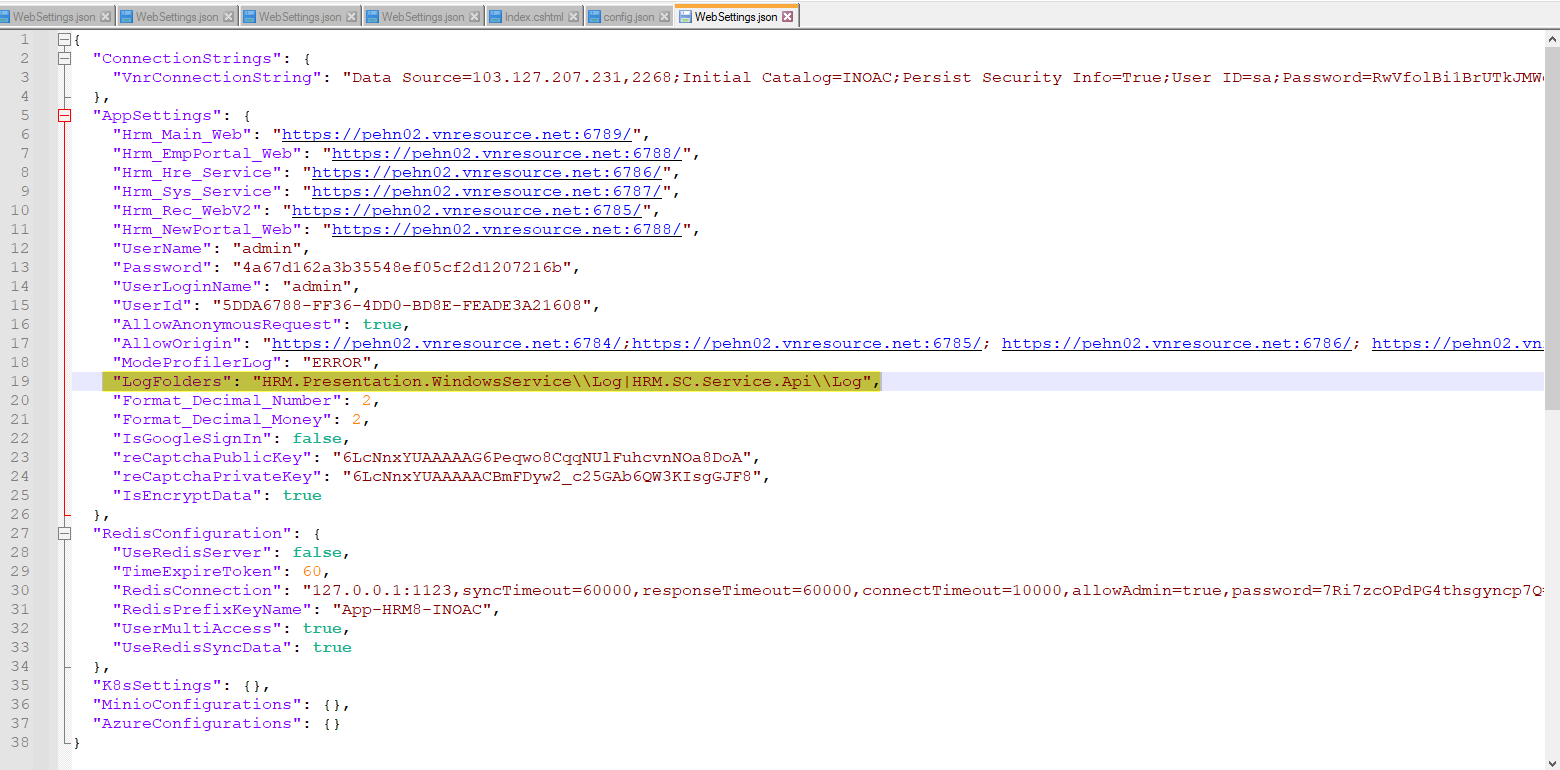 WebSettings.json WebSettings.json WebSettings.json WebSettings.json Index.cshtml config.json WebSettings.json
1 {
2 "ConnectionStrings": {
3 "VnrConnectionString": "Data Source=103.127.207.231,2268;Initial Catalog=INOAC;Persist Security Info=True;User ID=sa;Password=RwVfolBi1BrUTkJMW
4 },
5 "AppSettings": {
6 "Hrm_Main_Web": "https://pehn02.vnresource.net:6789/",
7 "Hrm_EmpPortal_Web": "https://pehn02.vnresource.net:6788/",
8 "Hrm_Hre_Service": "https://pehn02.vnresource.net:6786/",
9 "Hrm_Sys_Service": "https://pehn02.vnresource.net:6787/",
10 "Hrm_Rec_WebV2": "https://pehn02.vnresource.net:6785/",
11 "Hrm_NewPortal_Web": "https://pehn02.vnresource.net:6788/",
12 "UserName": "admin",
13 "Password": "4a67d162a3b35548ef05cf2d1207216b",
14 "UserLoginName": "admin",
15 "UserId": "5DDA6788-FF36-4DD0-BD8E-FEADE3A21608",
16 "AllowAnonymousRequest": true,
17 "AllowOrigin": "https://pehn02.vnresource.net:6784/;https://pehn02.vnresource.net:6785/; https://pehn02.vnresource.net:6786/; https://pehn02.vn
18 "ModeProfilerLog": "ERROR",
19 "LogFolders": "HRM.Presentation.WindowsService\\Log|HRM.SC.Service.Api\\Log",
20 "Format_Decimal_Number": 2,
21 "Format_Decimal_Money": 2,
22 "IsGoogleSignIn": false,
23 "reCaptchaPublicKey": "6LcNnxYUAAAAAG6Peqwo8CqqNUlFuhcvnNOa8DoA",
24 "reCaptchaPrivateKey": "6LcNnxYUAAAAACBmFDyw2_c25GAb6QW3KIsgGJF8",
25 "IsEncryptData": true
26 },
27 "RedisConfiguration": {
28 "UseRedisServer": false,
29 "TimeExpireToken": 60,
30 "RedisConnection": "127.0.0.1:1123,syncTimeout=60000,responseTimeout=60000,connectTimeout=10000,allowAdmin=true,password=7Ri7zcOPdPG4thsgyncp7Q=
31 "RedisPrefixKeyName": "App-HRM8-INOAC",
32 "UserMultiAccess": true,
33 "UseRedisSyncData": true
34 },
35 "K8sSettings": {},
36 "MinioConfigurations": {},
37 "AzureConfigurations": {}
38 }